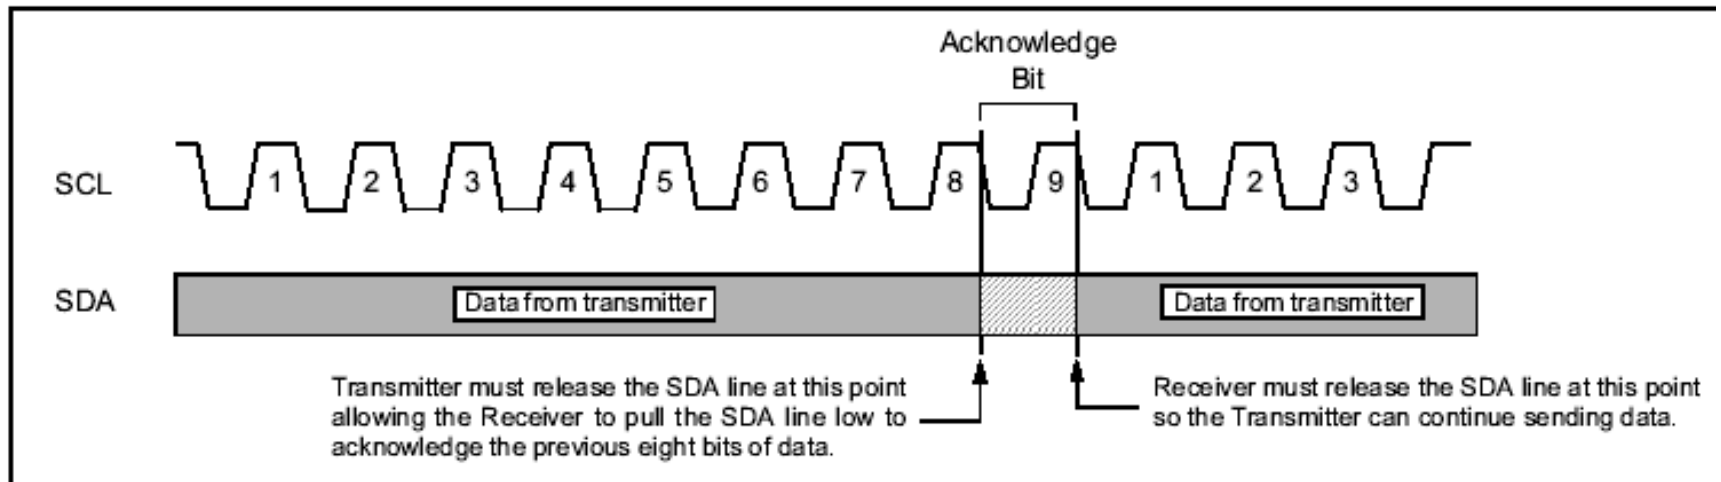 Acknowledge
Bit
SCL
1 2 3 4 5 6 7 8 9 1 2 3
SDA
Data from transmitter
Data from transmitter
Transmitter must release the SDA line at this point
allowing the Receiver to pull the SDA line low to
acknowledge the previous eight bits of data.
Receiver must release the SDA line at this point
so the Transmitter can continue sending data.